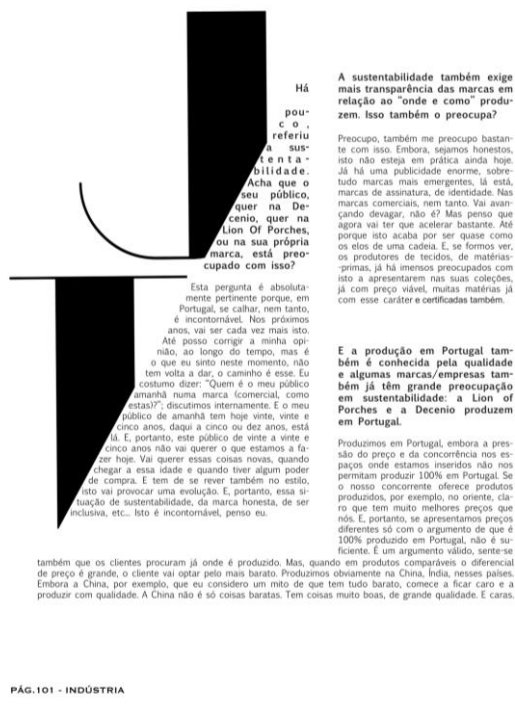 Há
pou-
co,
referiu
a sus-
tenta-
bilidade.
Acha que o
seu público,
quer na De-
cenio, quer na
Lion Of Porches,
ou na sua própria
marca, está preo-
cupado com isso?
Esta pergunta é absoluta-
mente pertinente porque, em
Portugal, se calhar, nem tanto,
é incontornável. Nos próximos
anos, vai ser cada vez mais isto.
Até posso corrigir a minha opi-
nião, ao longo do tempo, mas é
o que eu sinto neste momento, não
tem volta a dar, o caminho é esse. Eu
costumo dizer: "Quem é o meu público
amanhã numa marca (comercial, como
estas)?"; discutimos internamente. E o meu
público de amanhã tem hoje vinte, vinte e
cinco anos, daqui a cinco ou dez anos, está
lá. E, portanto, este público de vinte a vinte e
cinco anos não vai querer o que estamos a fa-
zer hoje. Vai querer essas coisas novas, quando
chegar a essa idade e quando tiver algum poder
de compra. E tem de se rever também no estilo,
isto vai provocar uma evolução. E, portanto, essa si-
tuação de sustentabilidade, da marca honesta, de ser
inclusiva, etc... Isto é incontornável, penso eu.
A sustentabilidade também exige
mais transparência das marcas em
relação ao "onde e como" produ-
zem. Isso também o preocupa?
Preocupo, também me preocupo bastan-
te com isso. Embora, sejamos honestos,
isto não esteja em prática ainda hoje.
Já há uma publicidade enorme, sobre-
tudo marcas mais emergentes, lá está,
marcas de assinatura, de identidade. Nas
marcas comerciais, nem tanto. Vai avan-
çando devagar, não é? Mas penso que
agora vai ter que acelerar bastante. Até
porque isto acaba por ser quase como
os elos de uma cadeia. E, se formos ver,
os produtores de tecidos, de matérias-
-primas, já há imensos preocupados com
isto a apresentarem nas suas coleções,
já com preço viável, muitas matérias já
com esse caráter e certificadas também.
E a produção em Portugal tam-
bém é conhecida pela qualidade
e algumas marcas/empresas tam-
bém já têm grande preocupação
em sustentabilidade: a Lion of
Porches e a Decenio produzem
em Portugal.
Produzimos em Portugal, embora a pres-
são do preço e da concorrência nos es-
paços onde estamos inseridos não nos
permitam produzir 100% em Portugal. Se
o nosso concorrente oferece produtos
produzidos, por exemplo, no oriente, cla-
ro que tem muito melhores preços que
nós. E, portanto, se apresentamos preços
diferentes só com o argumento de que é
100% produzido em Portugal, não é su-
ficiente. É um argumento válido, sente-se
também que os clientes procuram já onde é produzido. Mas, quando em produtos comparáveis o diferencial
de preço é grande, o cliente vai optar pelo mais barato. Produzimos obviamente na China, Índia, nesses países.
Embora a China, por exemplo, que eu considero um mito de que tem tudo barato, comece a ficar caro e a
produzir com qualidade. A China não é só coisas baratas. Tem coisas muito boas, de grande qualidade. E caras.
PÁG.101 - INDÚSTRIA